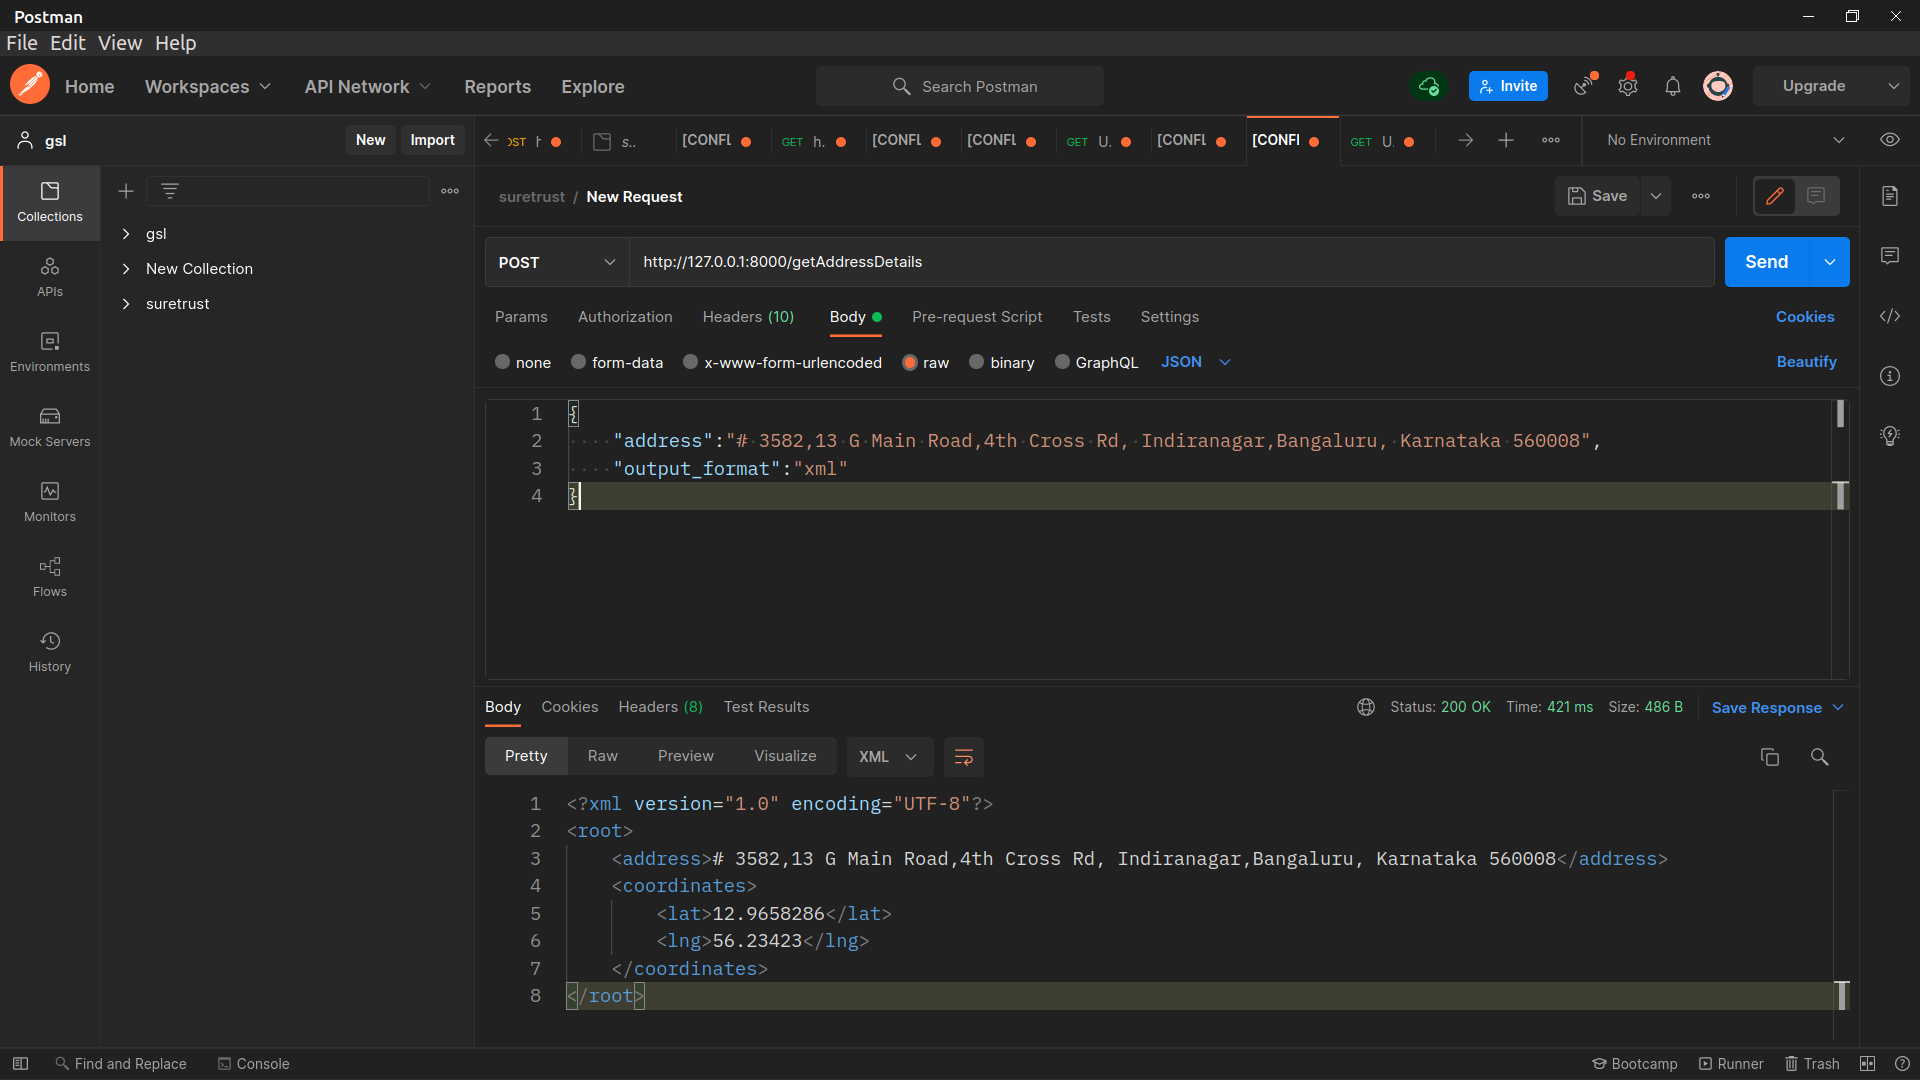 Postman
File Edit View Help
Home Workspaces API Network Reports Explore Search Postman Invite Upgrade
gsl New Import OST h s.. [CONFL GET h. [CONFL [CONFL GET U. [CONFL [CONFI GET U. No Environment
Collections
suretrust / New Request Save
gsl
New Collection
suretrust
APIs
Environments
Mock Servers
Monitors
Flows
History
POST http://127.0.0.1:8000/getAddressDetails Send
Params Authorization Headers (10) Body Pre-request Script Tests Settings Cookies
none form-data x-www-form-urlencoded raw binary GraphQL JSON Beautify
1 {
2 "address":"# 3582,13 G Main Road,4th Cross Rd, Indiranagar,Bangaluru, Karnataka 560008",
3 "output_format":"xml"
4 }
Body Cookies Headers (8) Test Results Status: 200 OK Time: 421 ms Size: 486 B Save Response
Pretty Raw Preview Visualize XML
1 <?xml version="1.0" encoding="UTF-8"?>
2 <root>
3 <address># 3582,13 G Main Road,4th Cross Rd, Indiranagar,Bangaluru, Karnataka 560008</address>
4 <coordinates>
5 <lat>12.9658286</lat>
6 <lng>56.23423</lng>
7 </coordinates>
8 </root>
Find and Replace Console Bootcamp Runner Trash